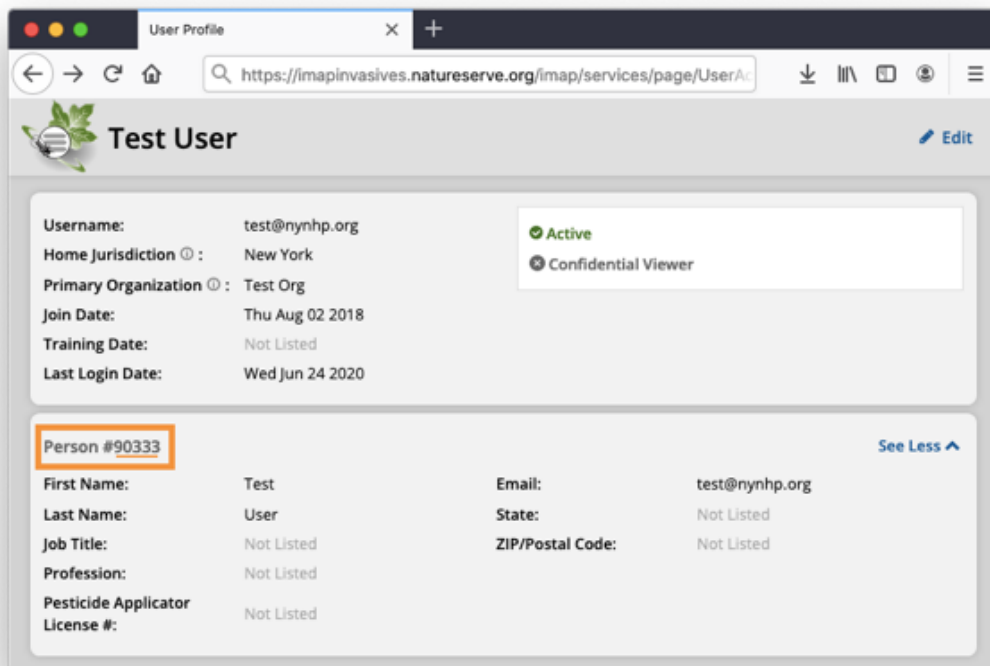 User Profile
https://imapinvasives.natureserve.org/imap/services/page/UserAc
Test User
Edit
Username: test@nynhp.org
Active
Home Jurisdiction : New York
Confidential Viewer
Primary Organization : Test Org
Join Date: Thu Aug 02 2018
Training Date: Not Listed
Last Login Date: Wed Jun 24 2020
Person #90333
See Less
First Name: Test Email: test@nynhp.org
Last Name: User State: Not Listed
Job Title: Not Listed ZIP/Postal Code: Not Listed
Profession: Not Listed
Pesticide Applicator
License #: Not Listed